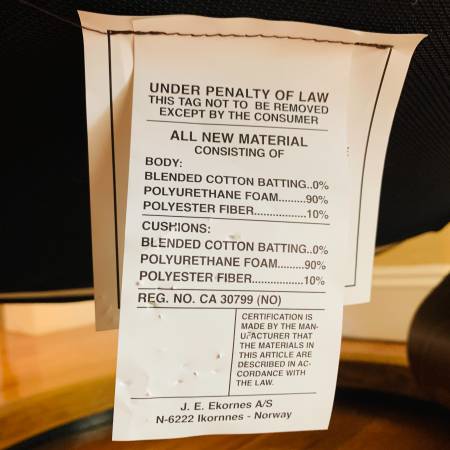 UNDER PENALTY OF LAW
THIS TAG NOT TO BE REMOVED
EXCEPT BY THE CONSUMER
ALL NEW MATERIAL
CONSISTING OF
BODY:
BLENDED COTTON BATTING..0%
POLYURETHANE FOAM.........90%
POLYESTER FIBER.................10%
CUSHIONS:
BLENDED COTTON BATTING..0%
POLYURETHANE FOAM.........90%
POLYESTER FIBER.................10%
REG. NO. CA 30799 (NO)
CERTIFICATION IS
MADE BY THE MAN-
UFACTURER THAT
THE MATERIALS IN
THIS ARTICLE ARE
DESCRIBED IN AC-
CORDANCE WITH
THE LAW.
J. E. Ekornes A/S
N-6222 Ikornnes - Norway